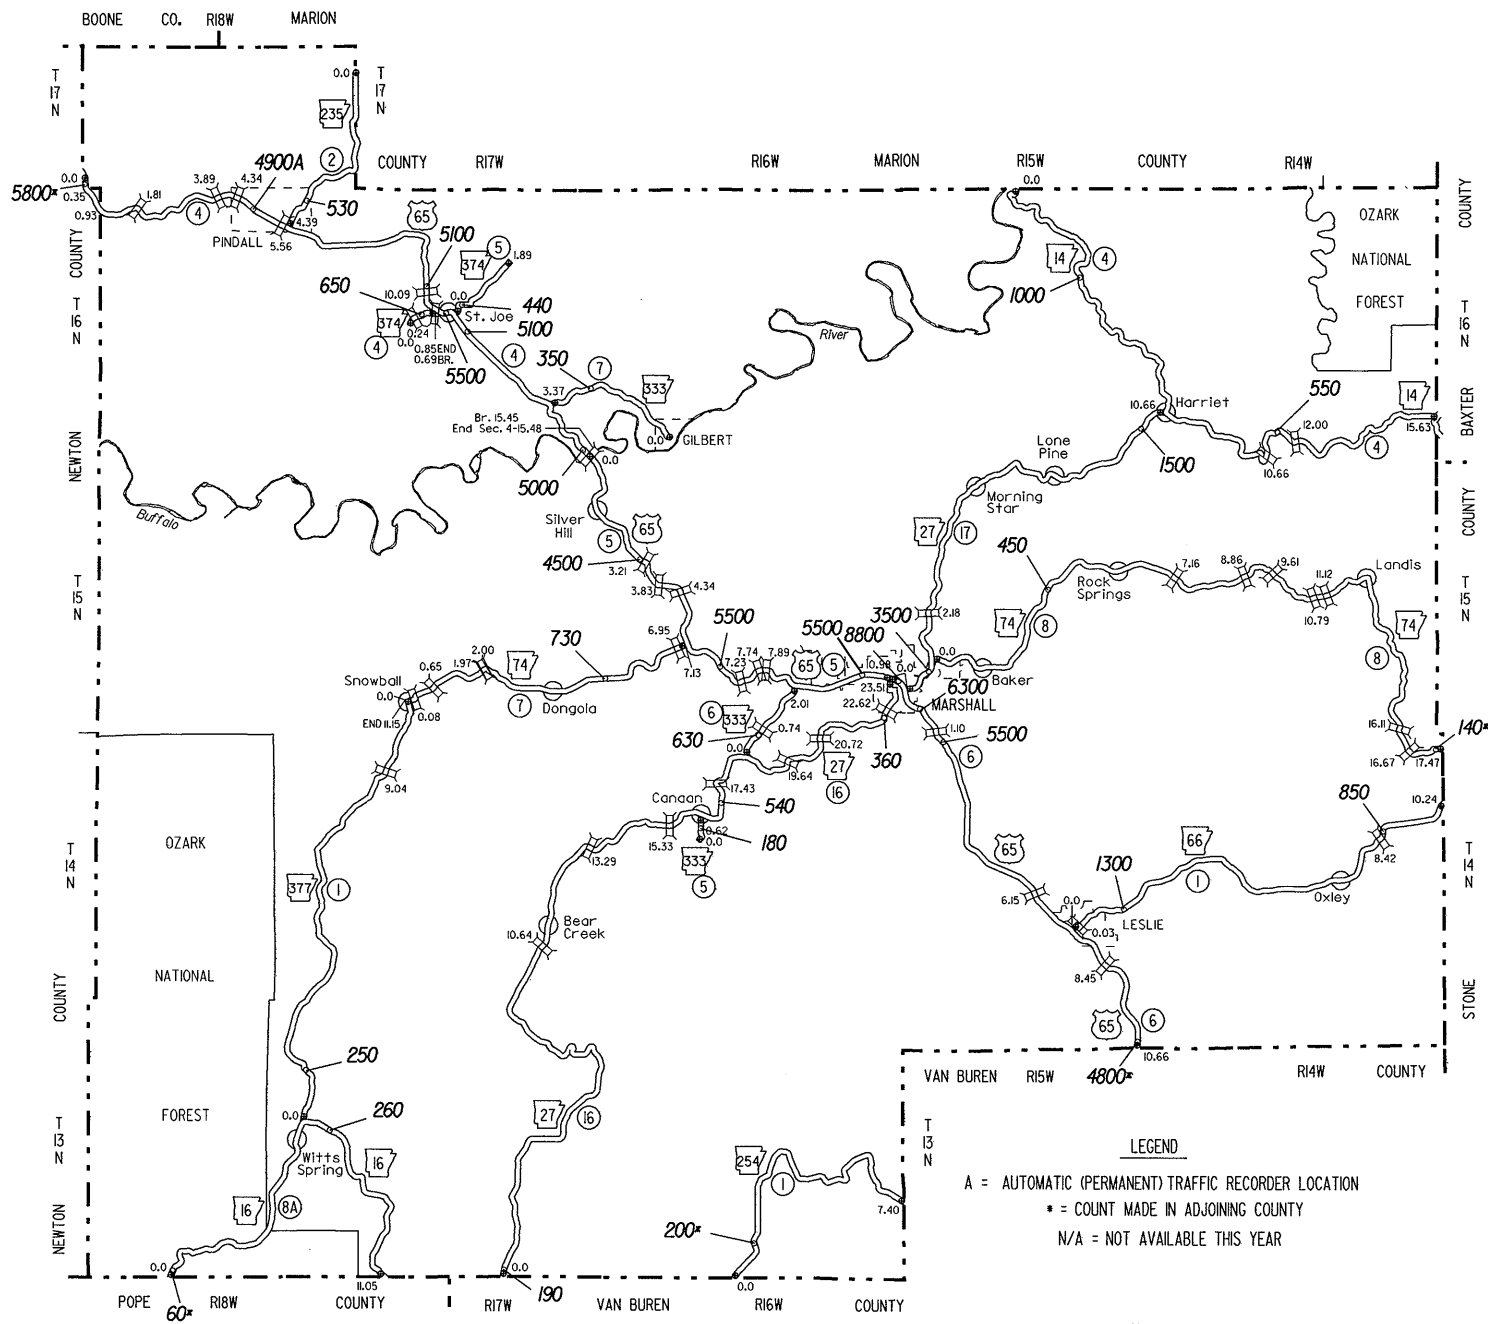 BOONE CO. R18W MARION
T 17 N
T 17 N
0.0
235
2
4900A
COUNTY R17W R16W MARION R15W COUNTY R14W
5800*
0.0
0.35
0.93
1.81
3.89
4.34
4
530
4.39
PINDALL
5.56
65
5100
5
374
1.89
0.0
OZARK
NATIONAL
FOREST
COUNTY
COUNTY
T 16 N
T 16 N
14
4
1000
650
10.09
0.0
440
St. Joe
374
0.24
0.0
4
0.85END
0.69BR.
5100
5500
4
350
7
333
River
3.37
Br. 15.45
End Sec. 4-15.48
0.0
GILBERT
0.0
5000
10.66
Harriet
550
14
15.63
12.00
4
10.66
BAXTER
Lone
Pine
1500
Morning
Star
NEWTON
Buffalo
Silver
Hill
65
5
4500
3.21
3.83
4.34
27
17
450
COUNTY
T 15 N
T 15 N
7.16
8.86
9.61
11.12
10.79
Landis
Rock
Springs
2.18
74
8
74
8
730
6.95
7.13
5500
7.23
7.74
7.89
65
5
5500
8800
3500
10.98
0.0
0.0
23.51
22.62
Baker
6300
MARSHALL
Snowball
0.0
0.65
1.97
2.00
74
7
Dongola
END 11.15
0.08
2.01
6
333
0.74
630
0.0
20.72
360
1.10
5500
6
16.11
16.67
17.47
140*
9.04
19.64
27
16
17.43
540
Canaan
0.62
0.0
180
15.33
333
5
13.29
10.24
850
8.42
OZARK
T 14 N
T 14 N
377
1
65
66
1
1300
6.15
0.0
0.03
LESLIE
Oxley
Bear
Creek
10.64
8.45
NATIONAL
COUNTY
STONE
65
6
10.66
4800*
250
VAN BUREN R15W R14W COUNTY
FOREST
0.0
260
27
16
T 13 N
T 13 N
Witts
Spring
16
254
1
7.40
16
8A
NEWTON
200*
0.0
60*
11.05
0.0
190
0.0
POPE R18W COUNTY R17W VAN BUREN R16W COUNTY
LEGEND
A = AUTOMATIC (PERMANENT) TRAFFIC RECORDER LOCATION
* = COUNT MADE IN ADJOINING COUNTY
N/A = NOT AVAILABLE THIS YEAR